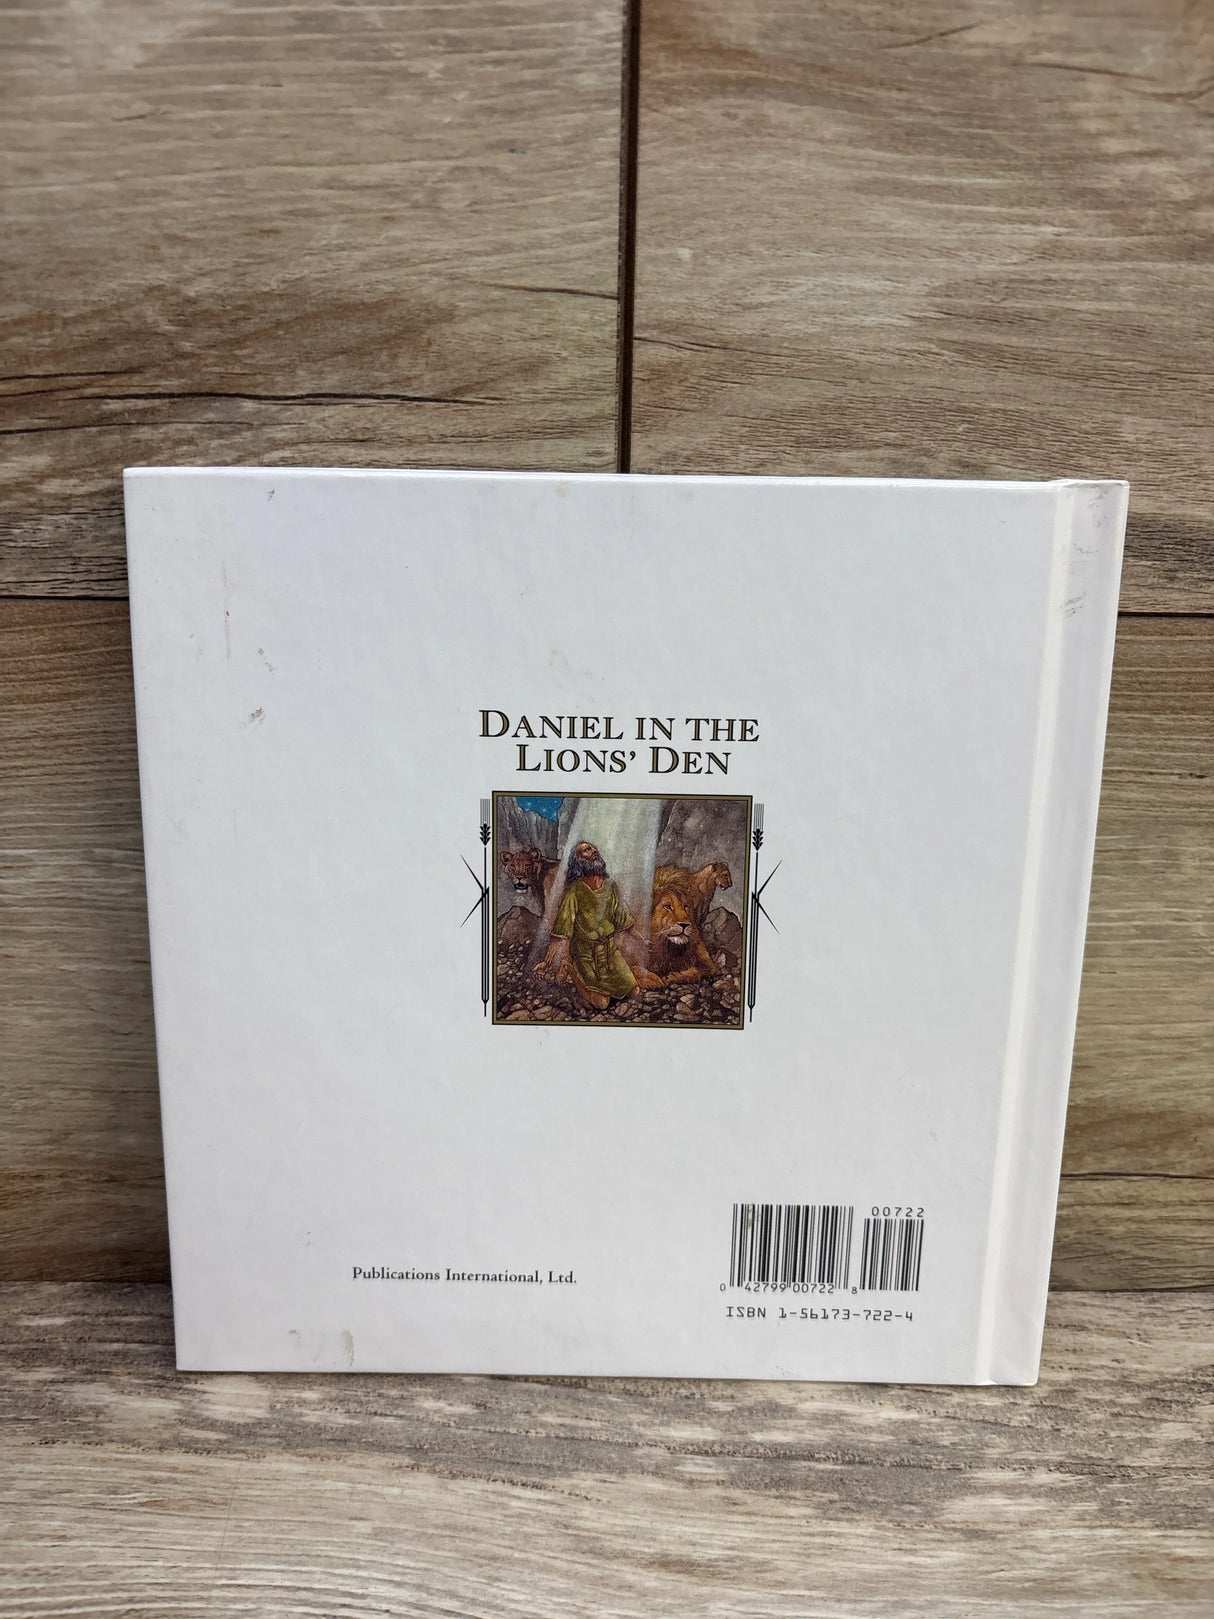 DANIEL IN THE
LIONS' DEN
Publications International, Ltd.
00722
0 42799 00722 8
ISBN 1-56173-722-4